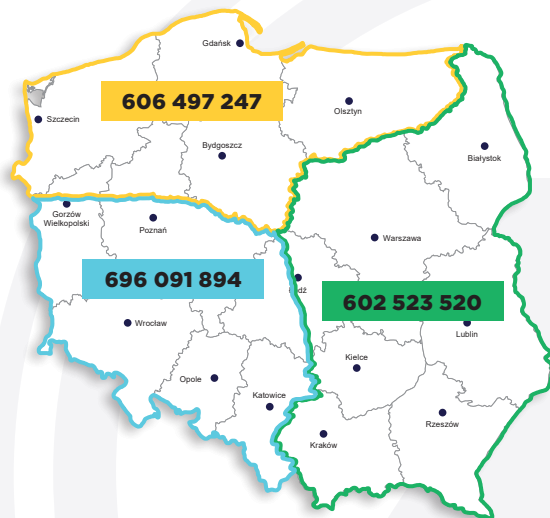 Gdańsk
606 497 247
Olsztyn
Szczecin
Bydgoszcz
Białystok
Gorzów
Wielkopolski
Poznań
Warszawa
696 091 894
602 523 520
Wrocław
Lublin
Kielce
Opole
Katowice
Rzeszów
Kraków